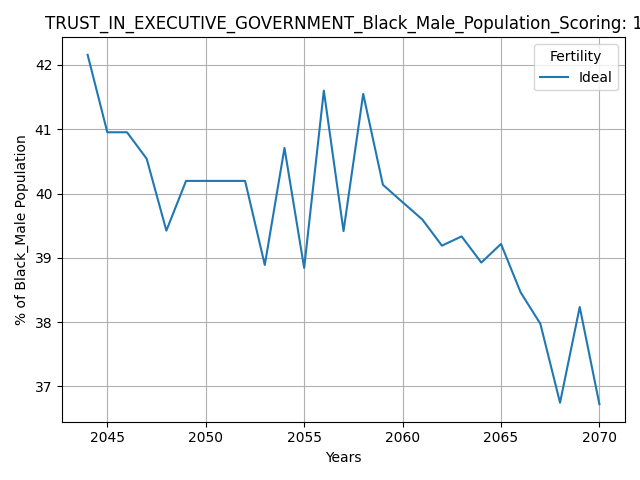 TRUST_IN_EXECUTIVE_GOVERNMENT_Black_Male_Population_Scoring: 1
Fertility
Ideal
% of Black_Male Population
42
41
40
39
38
37
2045
2050
2055
2060
2065
2070
Years